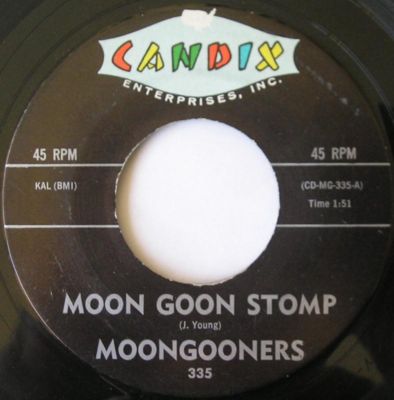 CANDIX
ENTERPRISES, INC.
45 RPM
45 RPM
KAL (BMI)
(CD-MG-335-A)
Time 1:51
MOON GOON STOMP
(J. Young)
MOONGOONERS
335